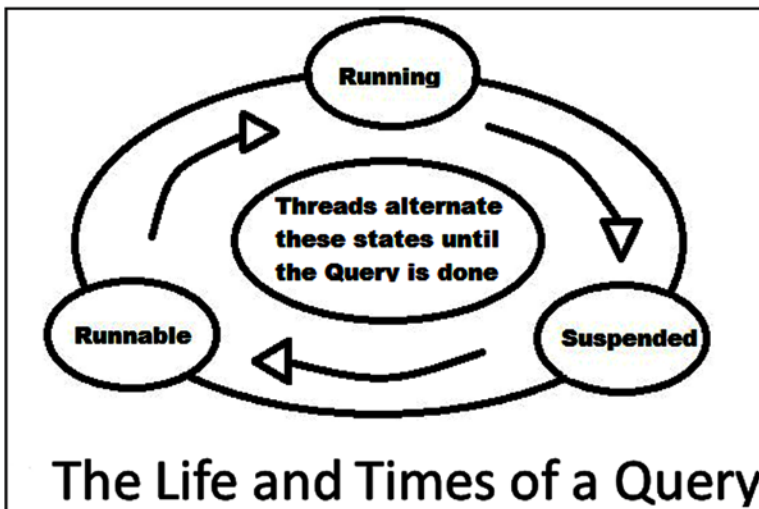 Running
Threads alternate
these states until
the Query is done
Runnable
Suspended
The Life and Times of a Query